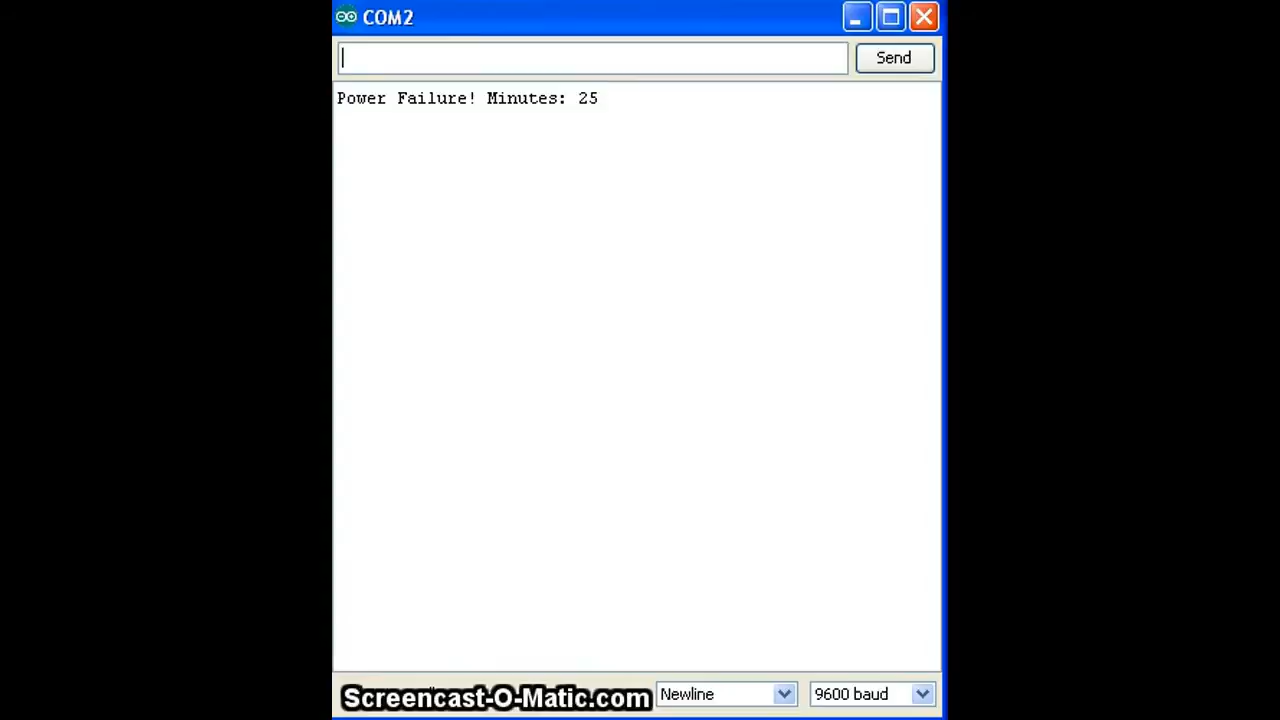 COM2
Send
Power Failure! Minutes: 25
Screencast-O-Matic.com
Newline
9600 baud